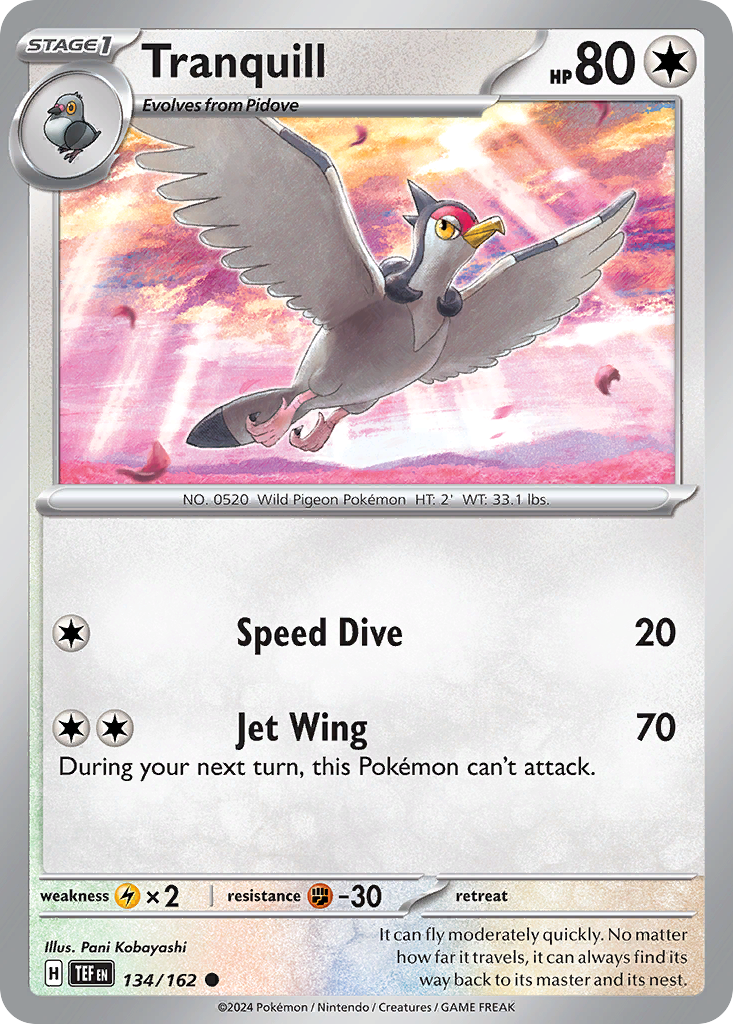 STAGE1
Tranquill
HP 80
Evolves from Pidove
NO. 0520 Wild Pigeon Pokémon HT: 2' WT: 33.1 lbs.
Speed Dive 20
Jet Wing 70
During your next turn, this Pokémon can't attack.
weakness ×2 resistance -30 retreat
It can fly moderately quickly. No matter
how far it travels, it can always find its
way back to its master and its nest.
Illus. Pani Kobayashi
H TEF EN 134/162
©2024 Pokémon / Nintendo / Creatures / GAME FREAK